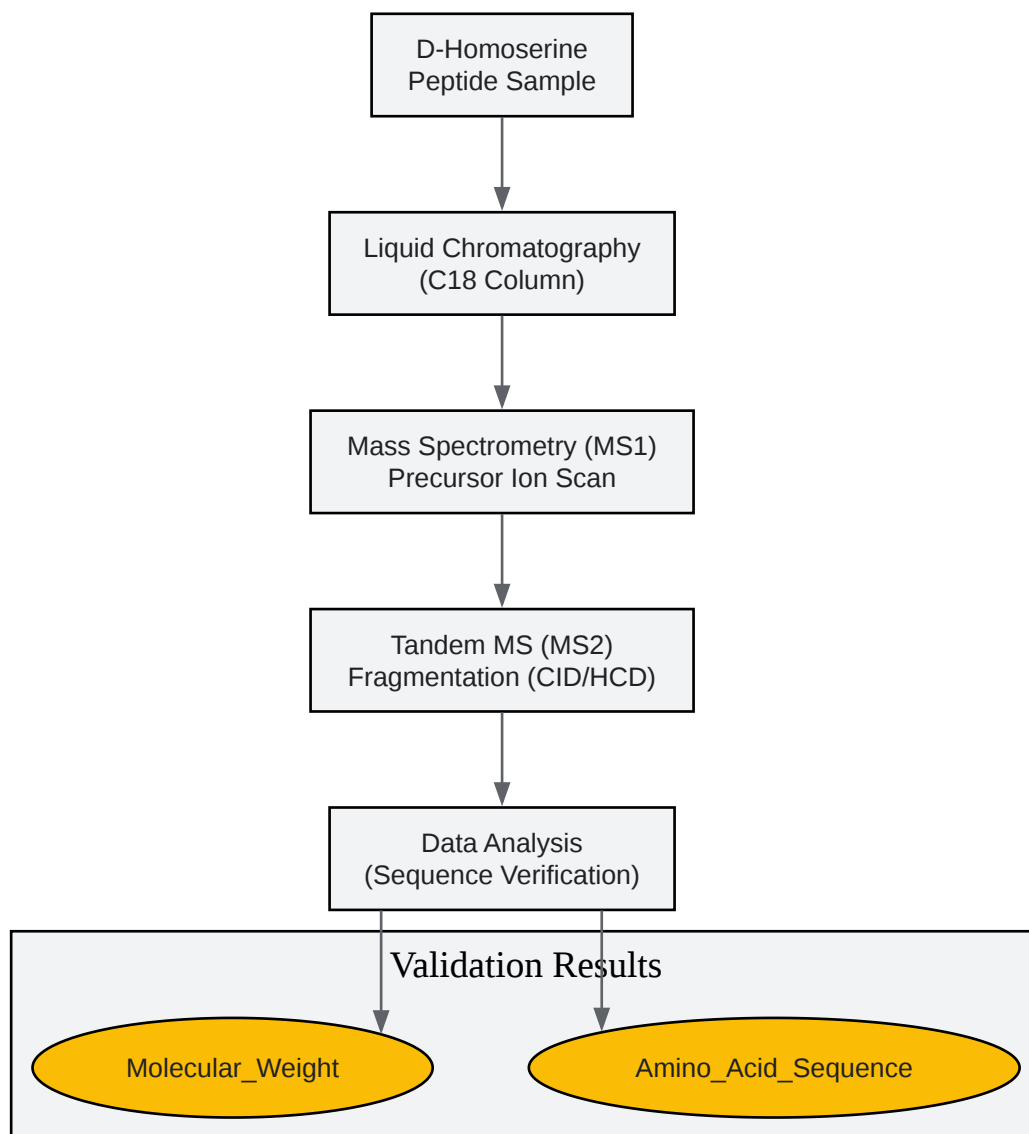 D-Homoserine
Peptide Sample
Liquid Chromatography
(C18 Column)
Mass Spectrometry (MS1)
Precursor Ion Scan
Tandem MS (MS2)
Fragmentation (CID/HCD)
Data Analysis
(Sequence Verification)
Validation Results
Molecular_Weight
Amino_Acid_Sequence